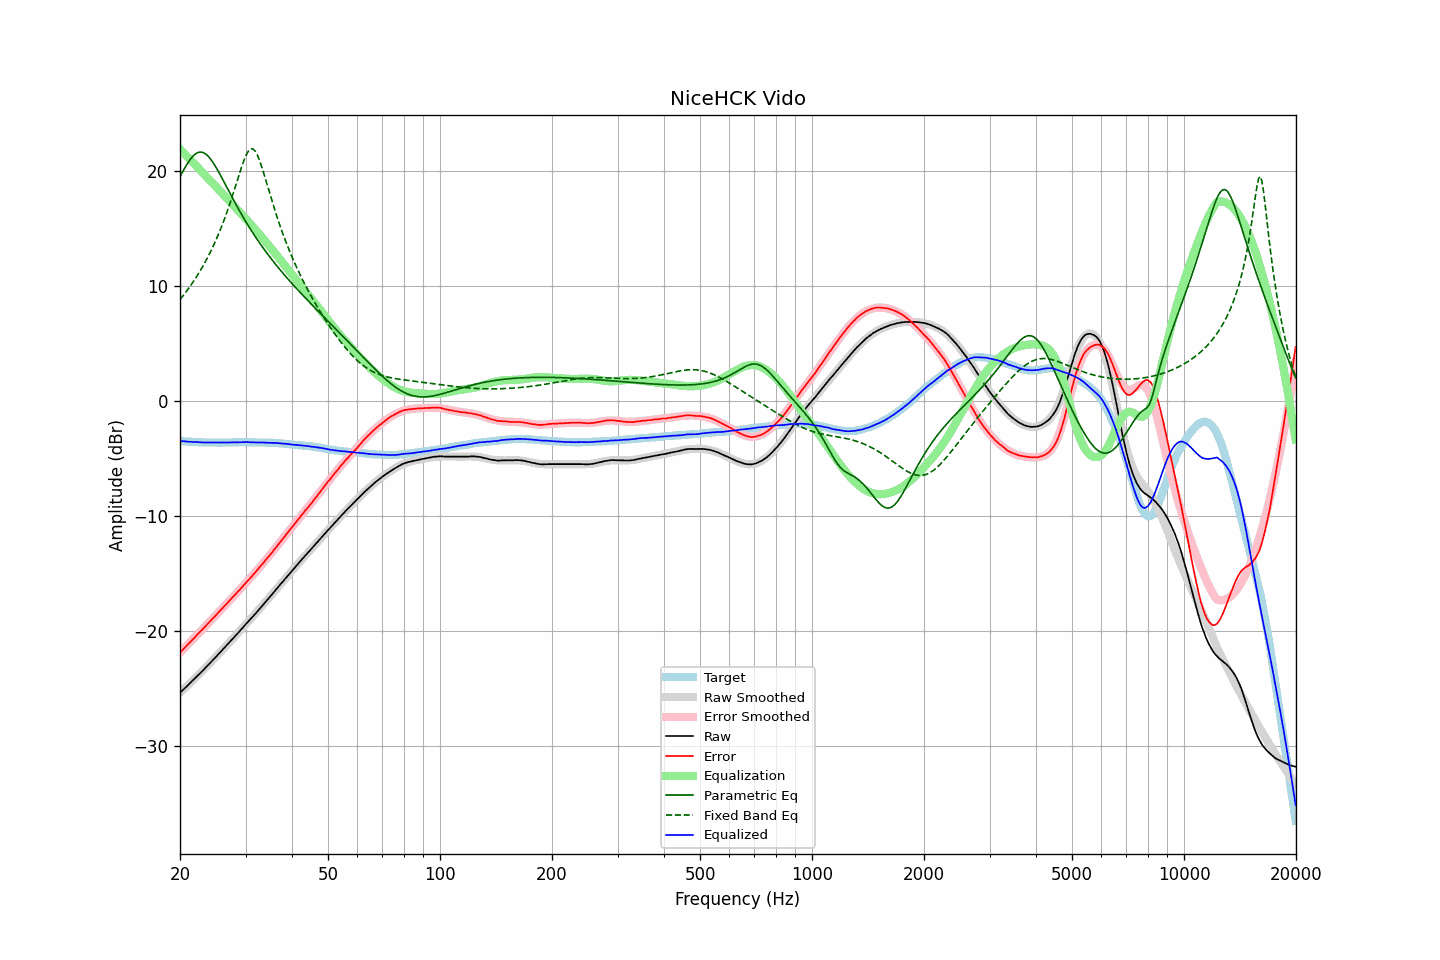 NiceHCK Vido
20
10
0
−10
−20
−30
Amplitude (dBr)
20 50 100 200 500 1000 2000 5000 10000 20000
Frequency (Hz)
Target
Raw Smoothed
Error Smoothed
Raw
Error
Equalization
Parametric Eq
Fixed Band Eq
Equalized